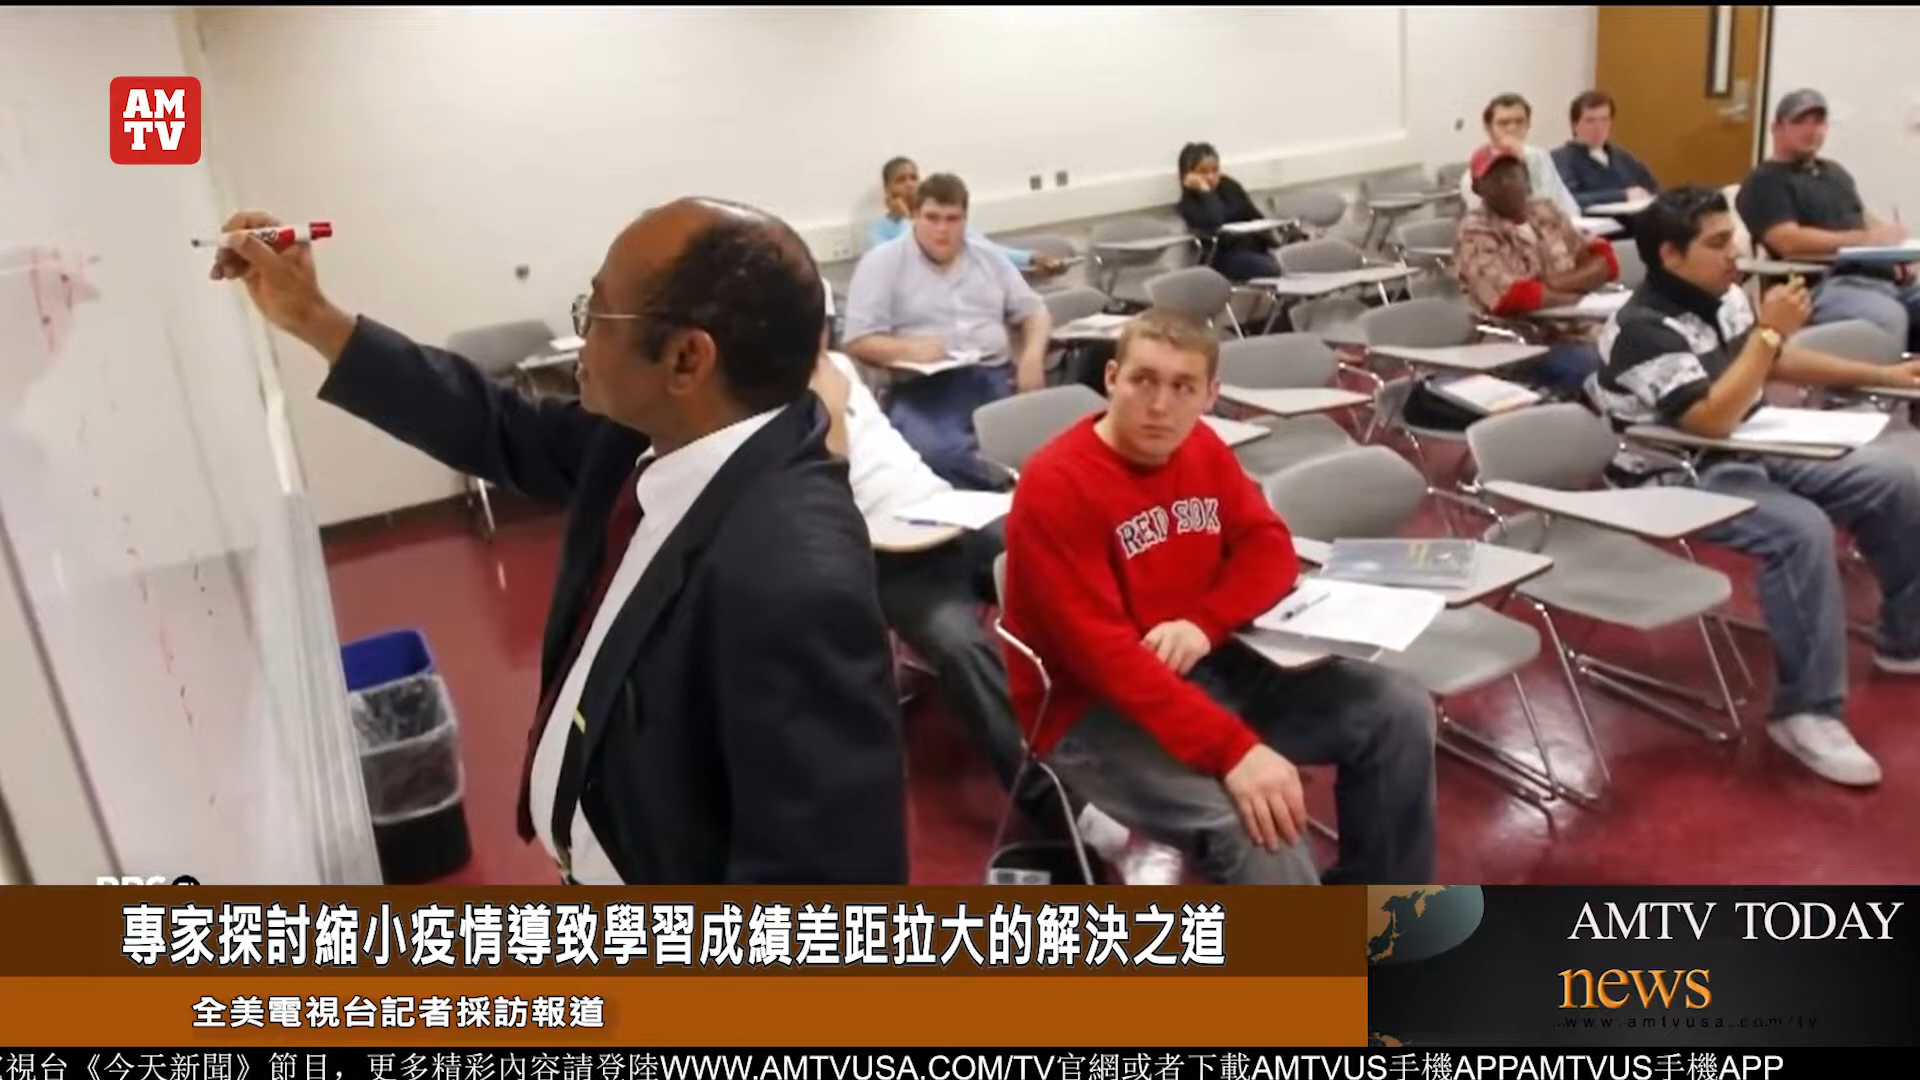 AM
TV
RED SOX
專家探討縮小疫情導致學習成績差距拉大的解決之道
全美電視台記者採訪報道
AMTV TODAY
news
www.amtvusa.com/tv
視台《今天新聞》節目，更多精彩內容請登陸WWW.AMTVUSA.COM/TV官網或者下載AMTVUS手機APPAMTVUS手機APP